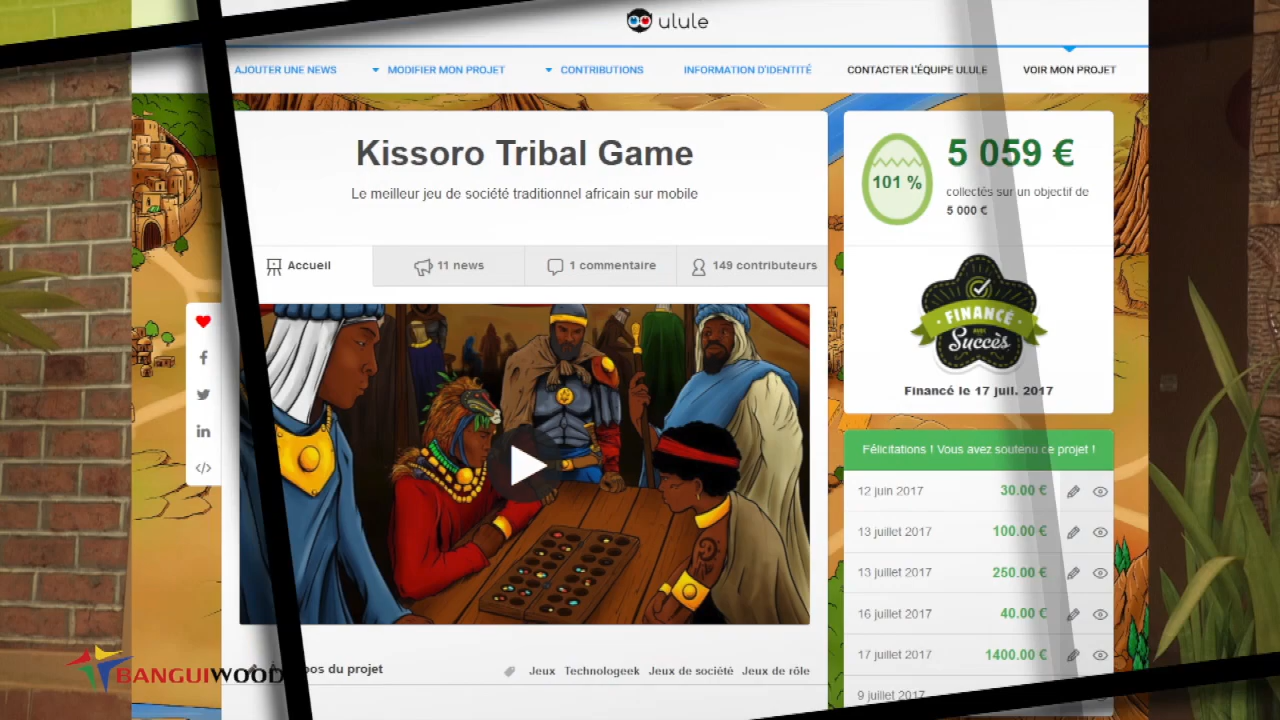 ulule
AJOUTER UNE NEWS
MODIFIER MON PROJET
CONTRIBUTIONS
INFORMATION D'IDENTITÉ
CONTACTER L'ÉQUIPE ULULE
VOIR MON PROJET
Kissoro Tribal Game
Le meilleur jeu de société traditionnel africain sur mobile
Accueil
11 news
1 commentaire
149 contributeurs
101 %
5 059 €
collectés sur un objectif de
5 000 €
FINANCÉ
AVEC
Succès
Financé le 17 juil. 2017
Félicitations ! Vous avez soutenu ce projet !
12 juin 2017 30.00 €
13 juillet 2017 100.00 €
13 juillet 2017 250.00 €
16 juillet 2017 40.00 €
17 juillet 2017 1400.00 €
9 juillet 2017
du projet
Jeux Technologeek Jeux de société Jeux de rôle
BANGUIWOOD